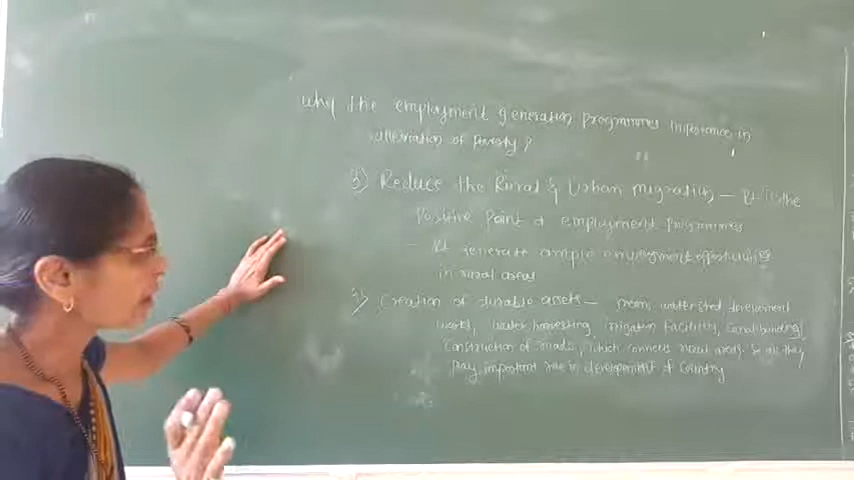 why the employment generation programmes importance in
alleviation of Poverty ?
3) Reduce the Rural & Urban migration – It is the
Positive Point of employment Programmes
- It generate ample employment opportunities
in rural areas
Creation of durable assets – watershed development
works, water harvesting irrigation facilities, canal building,
Construction of roads, which connects rural areas. So all they
Play important role in development of Country